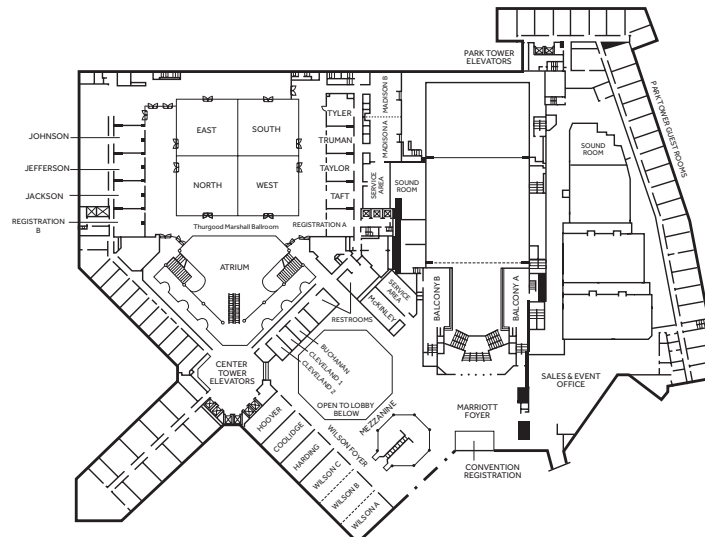 PARK TOWER
ELEVATORS
PARK TOWER GUEST ROOMS
MADISON B
MADISON A
TYLER
TRUMAN
TAYLOR
TAFT
EAST
SOUTH
NORTH
WEST
JOHNSON
JEFFERSON
JACKSON
REGISTRATION
B
Thurgood Marshall Ballroom
REGISTRATION A
SERVICE
AREA
SOUND
ROOM
SOUND
ROOM
ATRIUM
SERVICE
AREA
McKINLEY
RESTROOMS
BALCONY B
BALCONY A
BUCHANAN
CLEVELAND 1
CLEVELAND 2
CENTER
TOWER
ELEVATORS
OPEN TO LOBBY
BELOW
MEZZANINE
SALES & EVENT
OFFICE
MARRIOTT
FOYER
CONVENTION
REGISTRATION
HOOVER
COOLIDGE
HARDING
WILSON FOYER
WILSON C
WILSON B
WILSON A